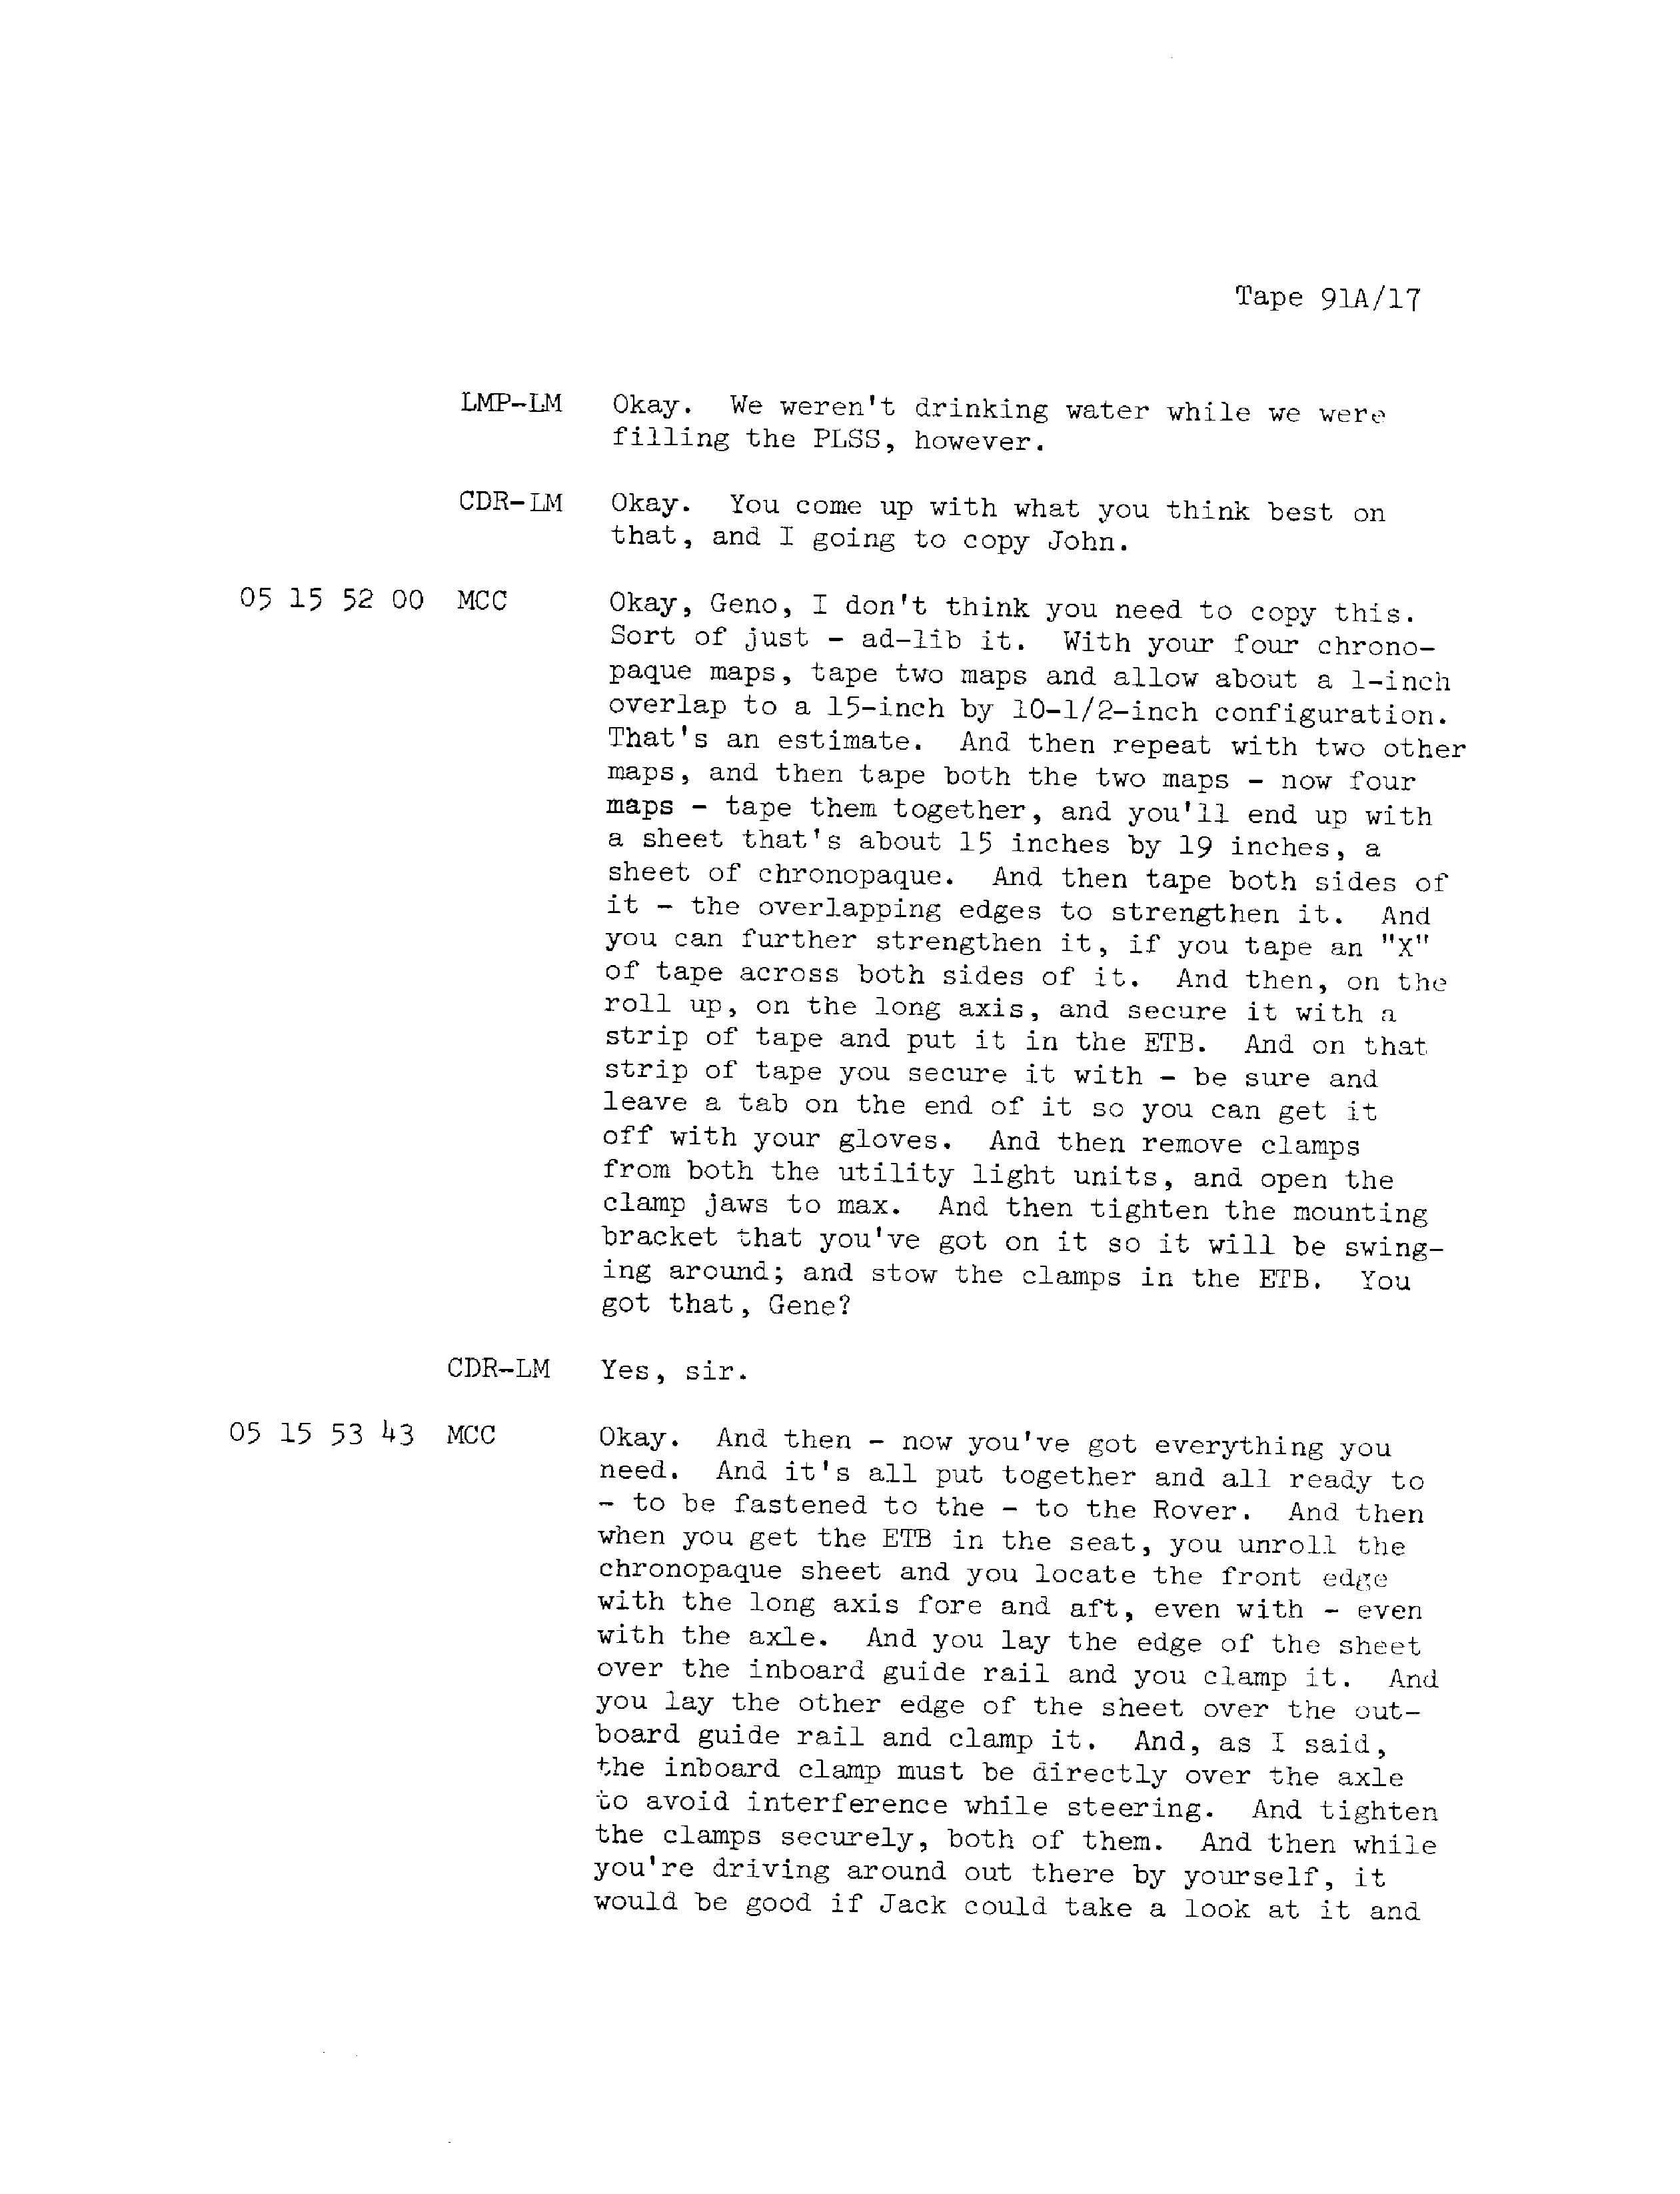 Tape 91A/17
LMP-LM Okay. We weren't drinking water while we were
filling the PLSS, however.
CDR-LM Okay. You come up with what you think best on
that, and I going to copy John.
05 15 52 00 MCC Okay, Geno, I don't think you need to copy this.
Sort of just - ad-lib it. With your four chrono-
paque maps, tape two maps and allow about a 1-inch
overlap to a 15-inch by 10-1/2-inch configuration.
That's an estimate. And then repeat with two other
maps, and then tape both the two maps - now four
maps - tape them together, and you'll end up with
a sheet that's about 15 inches by 19 inches, a
sheet of chronopaque. And then tape both sides of
it - the overlapping edges to strengthen it. And
you can further strengthen it, if you tape an "X"
of tape across both sides of it. And then, on the
roll up, on the long axis, and secure it with a
strip of tape and put it in the ETB. And on that
strip of tape you secure it with - be sure and
leave a tab on the end of it so you can get it
off with your gloves. And then remove clamps
from both the utility light units, and open the
clamp jaws to max. And then tighten the mounting
bracket that you've got on it so it will be swing-
ing around; and stow the clamps in the ETB. You
got that, Gene?
CDR-LM Yes, sir.
05 15 53 43 MCC Okay. And then - now you've got everything you
need. And it's all put together and all ready to
- to be fastened to the - to the Rover. And then
when you get the ETB in the seat, you unroll the
chronopaque sheet and you locate the front edge
with the long axis fore and aft, even with - even
with the axle. And you lay the edge of the sheet
over the inboard guide rail and you clamp it. And
you lay the other edge of the sheet over the out-
board guide rail and clamp it. And, as I said,
the inboard clamp must be directly over the axle
to avoid interference while steering. And tighten
the clamps securely, both of them. And then while
you're driving around out there by yourself, it
would be good if Jack could take a look at it and